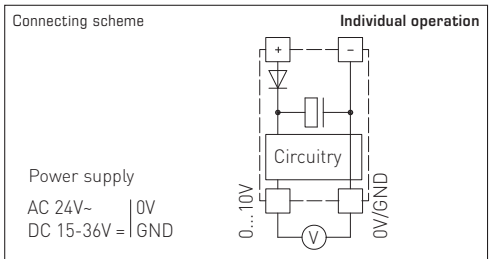 Connecting scheme
Individual operation
+ –
Circuitry
Power supply
AC 24V~ 0V
DC 15-36V = GND
0...10V
0V/GND
V